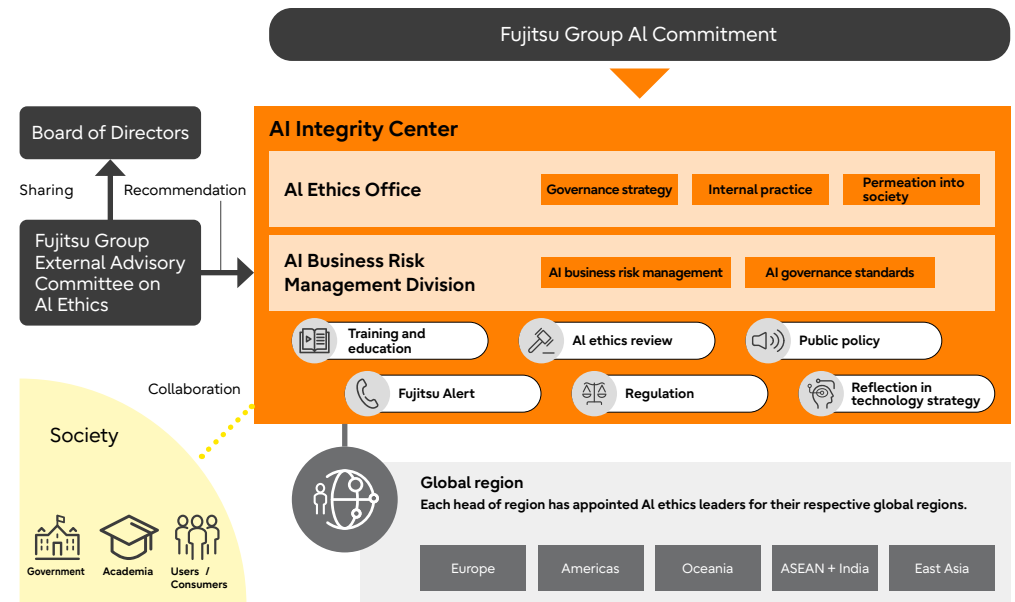 Fujitsu Group AI Commitment
Board of Directors
Sharing
Recommendation
Fujitsu Group
External Advisory
Committee on
AI Ethics
AI Integrity Center
AI Ethics Office
Governance strategy
Internal practice
Permeation into
society
AI Business Risk
Management Division
AI business risk management
AI governance standards
Training and
education
AI ethics review
Public policy
Fujitsu Alert
Regulation
Reflection in
technology strategy
Collaboration
Society
Government
Academia
Users /
Consumers
Global region
Each head of region has appointed AI ethics leaders for their respective global regions.
Europe
Americas
Oceania
ASEAN + India
East Asia